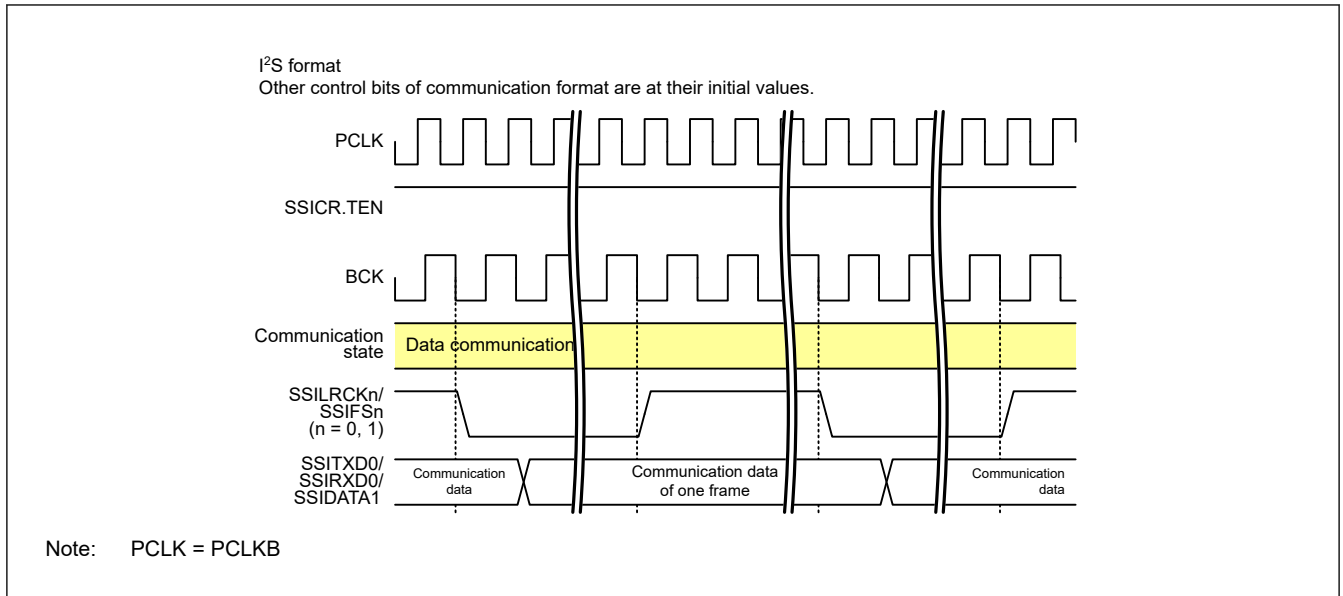 I²S format
Other control bits of communication format are at their initial values.
PCLK
SSICR.TEN
BCK
Communication
state
Data communication
SSILRCKn/
SSIFSn
(n = 0, 1)
SSITXD0/
SSIRXD0/
SSIDATA1
Communication
data
Communication data
of one frame
Communication
data
Note: PCLK = PCLKB